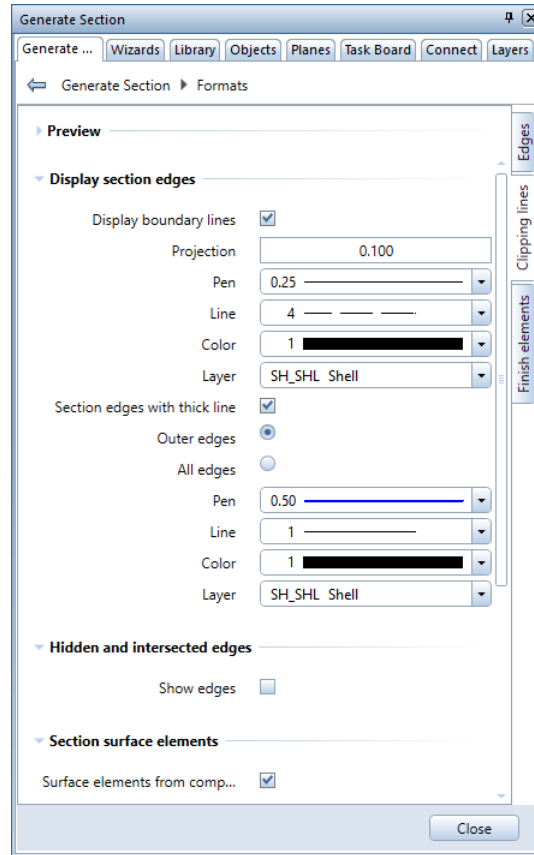 Generate Section
Generate ... Wizards Library Objects Planes Task Board Connect Layers
Generate Section Formats
Preview
Display section edges
Display boundary lines
Projection 0.100
Pen 0.25
Line 4
Color 1
Layer SH_SHL Shell
Section edges with thick line
Outer edges
All edges
Pen 0.50
Line 1
Color 1
Layer SH_SHL Shell
Hidden and intersected edges
Show edges
Section surface elements
Surface elements from comp...
Close
Edges
Clipping lines
Finish elements